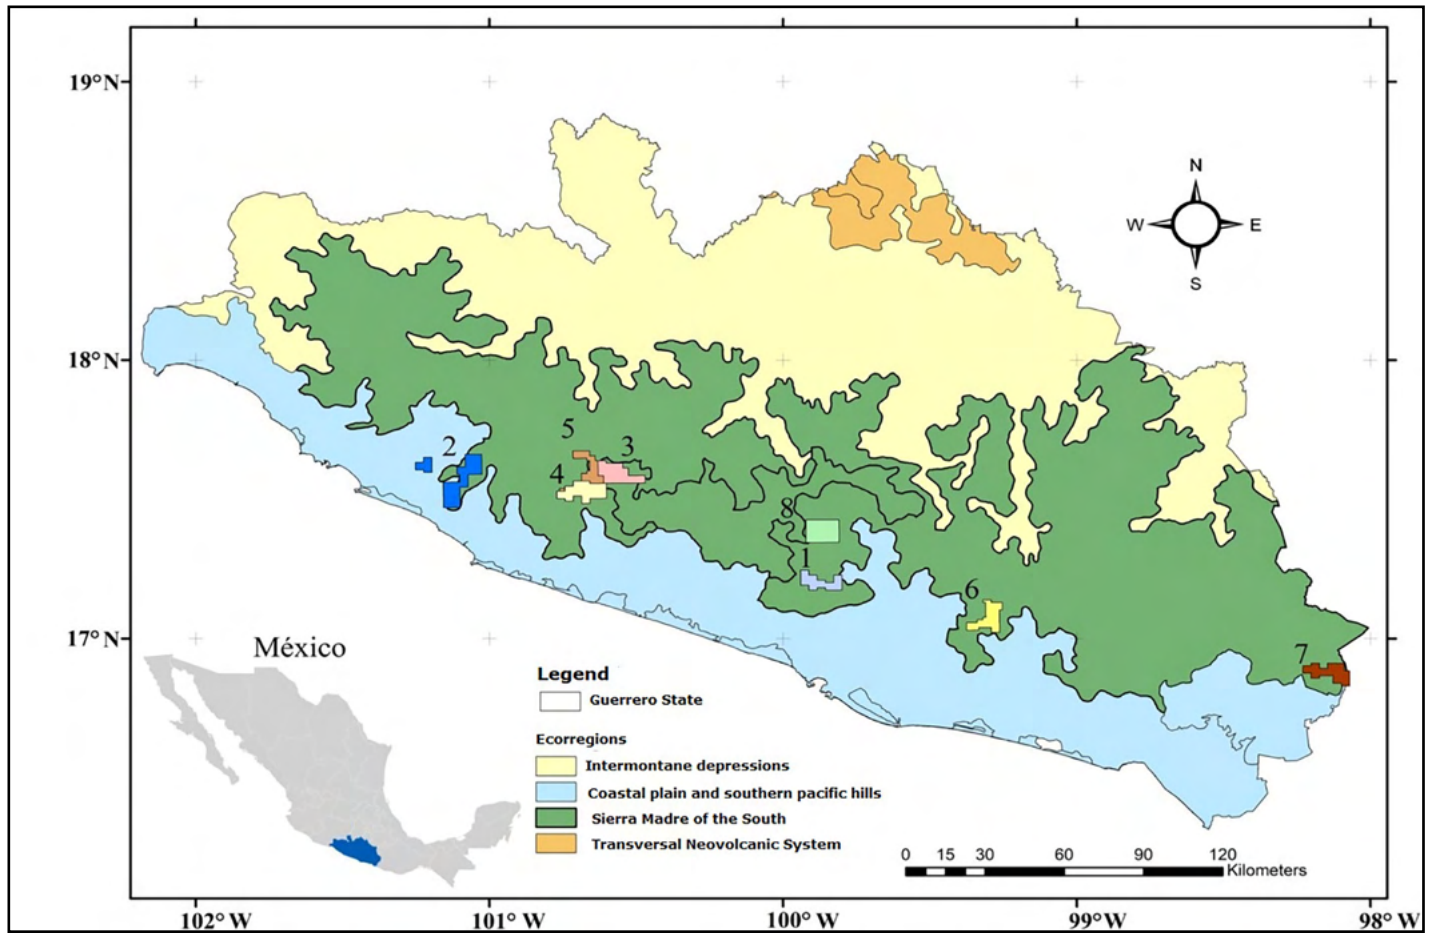 19°N
N
W
E
S
18°N
5
2
3
4
8
1
6
17°N
7
México
Legend
Guerrero State
Ecorregions
Intermontane depressions
Coastal plain and southern pacific hills
Sierra Madre of the South
Transversal Neovolcanic System
0 15 30 60 90 120
Kilometers
102° W 101° W 100° W 99°W 98° W